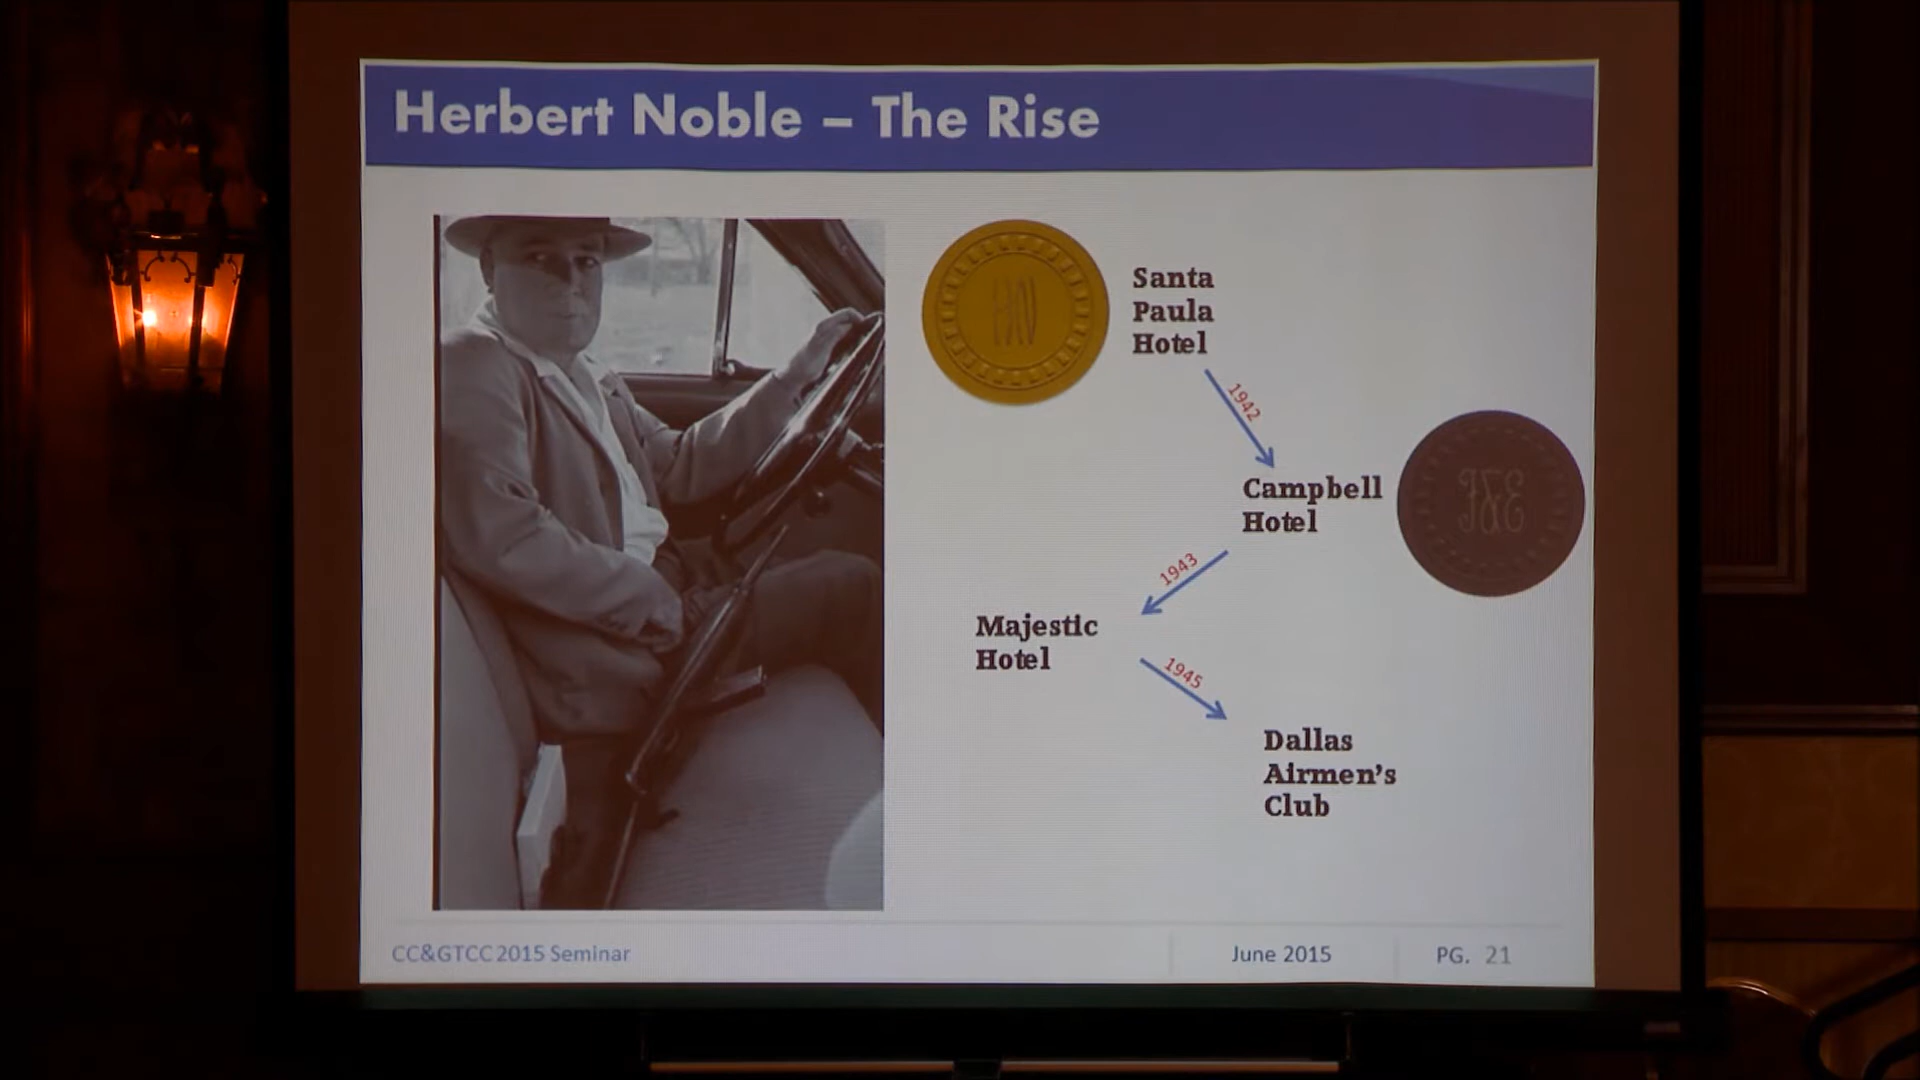 Herbert Noble – The Rise
HN
Santa
Paula
Hotel
1942
Campbell
Hotel
J&E
1943
Majestic
Hotel
1945
Dallas
Airmen's
Club
CC&GTCC 2015 Seminar
June 2015
PG. 21